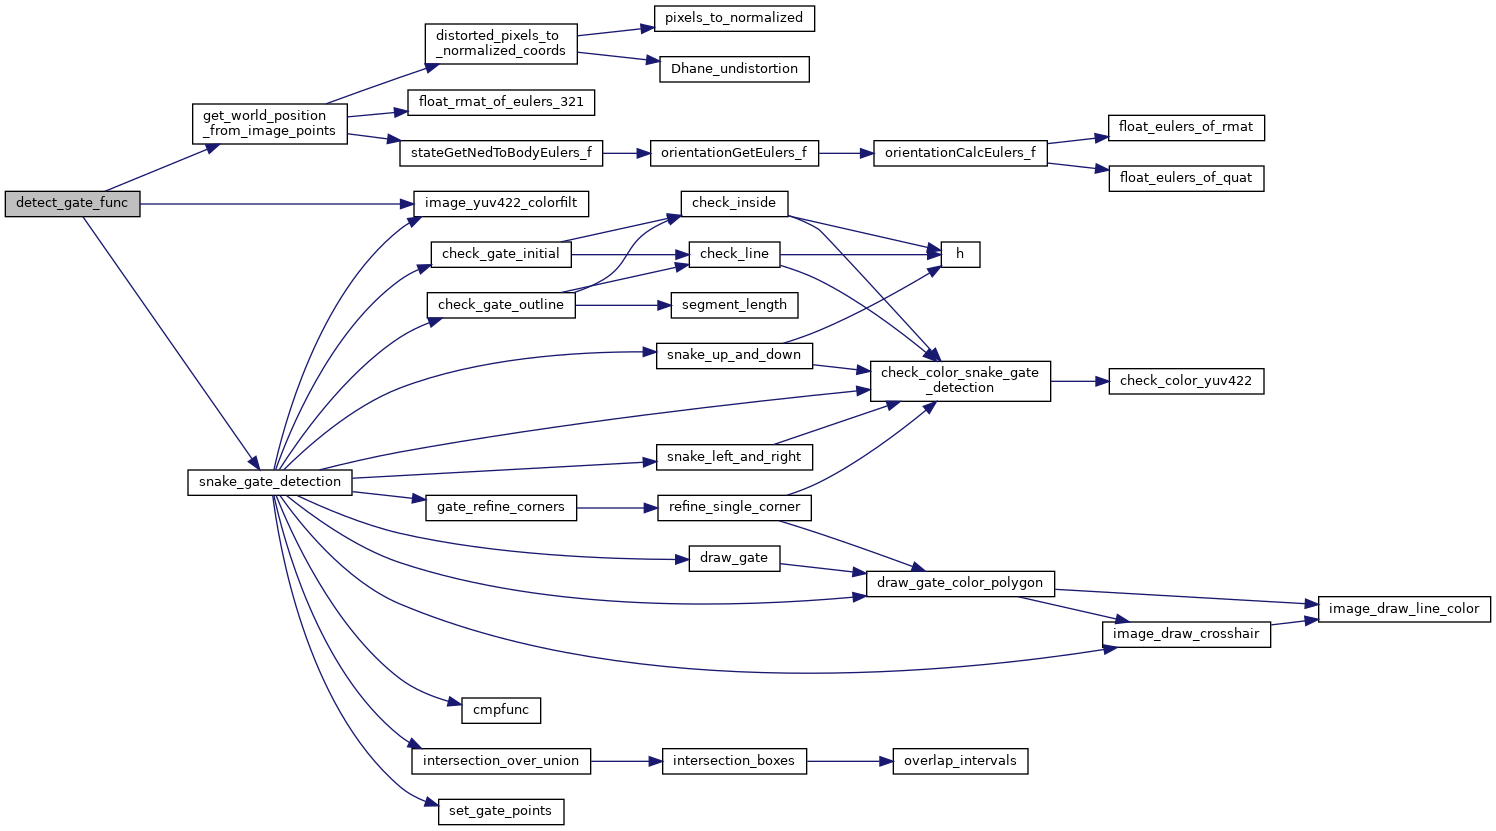 pixels_to_normalized
distorted_pixels_to
_normalized_coords
Dhane_undistortion
float_rmat_of_eulers_321
get_world_position
_from_image_points
float_eulers_of_rmat
stateGetNedToBodyEulers_f
orientationGetEulers_f
orientationCalcEulers_f
float_eulers_of_quat
detect_gate_func
image_yuv422_colorfilt
check_inside
check_gate_initial
check_line
h
check_gate_outline
segment_length
snake_up_and_down
check_color_snake_gate
_detection
check_color_yuv422
snake_left_and_right
snake_gate_detection
gate_refine_corners
refine_single_corner
draw_gate
draw_gate_color_polygon
image_draw_line_color
image_draw_crosshair
cmpfunc
intersection_over_union
intersection_boxes
overlap_intervals
set_gate_points